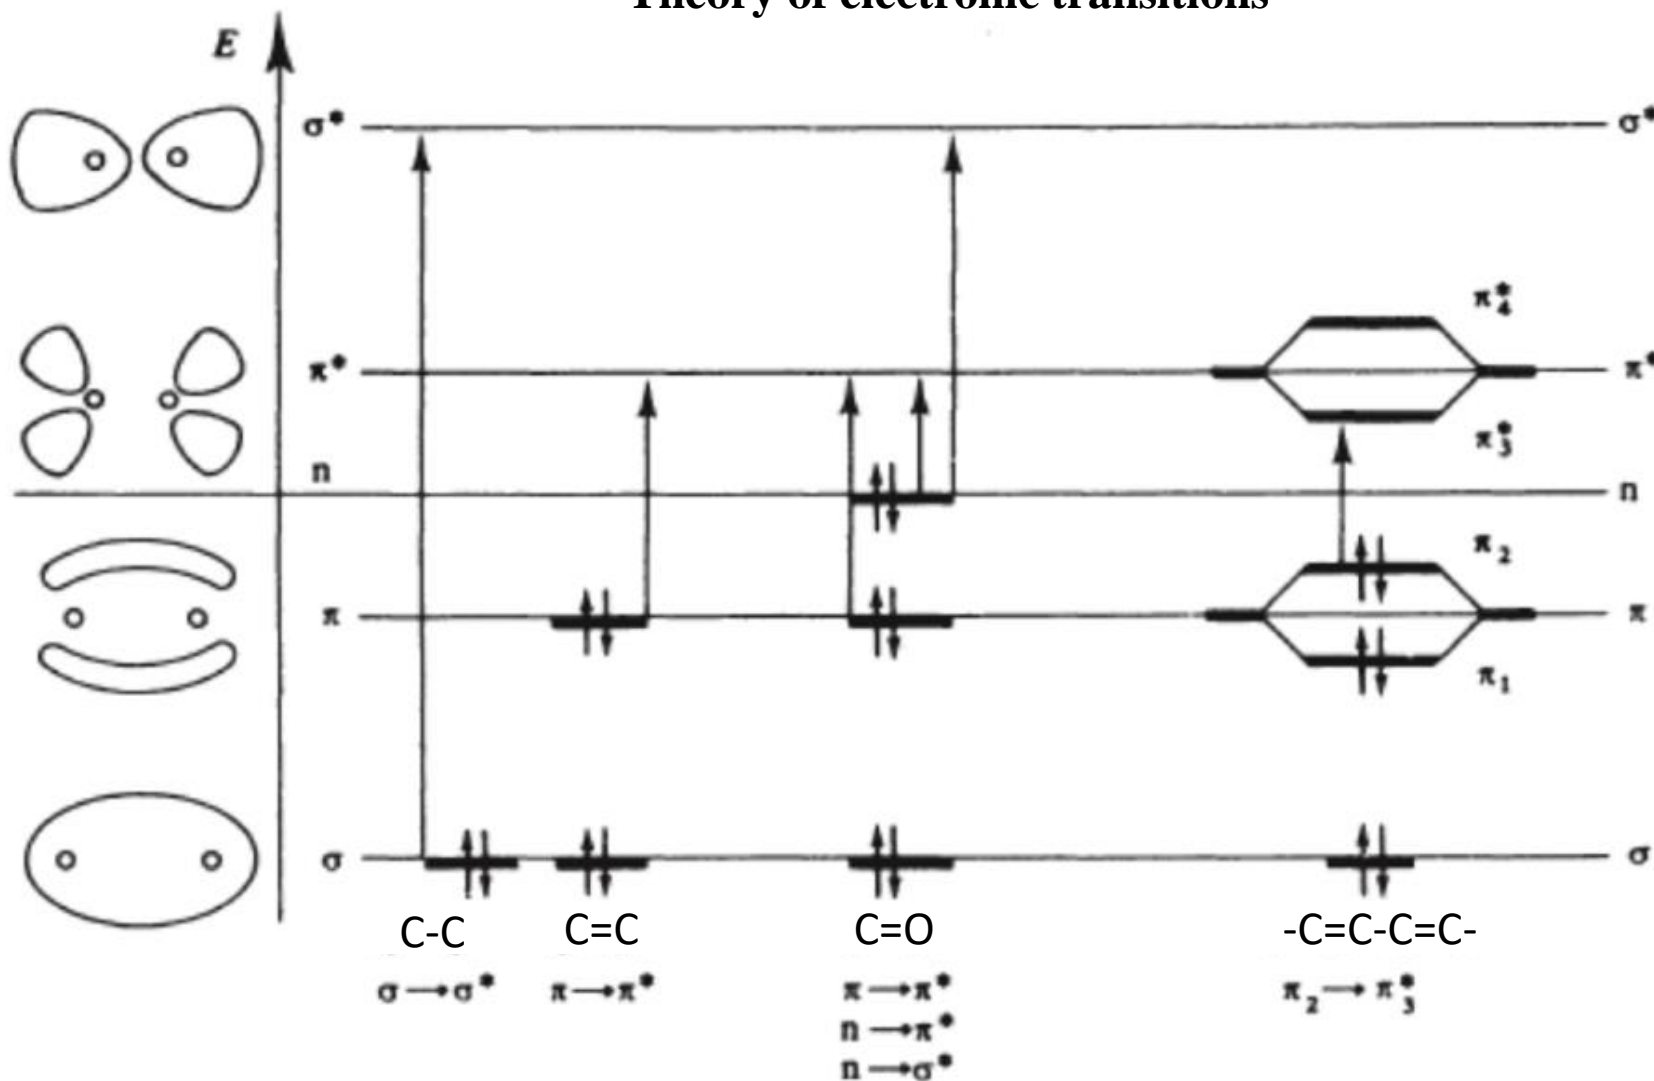 Theory of electronic transitions
E
σ* σ*
π*4
π* π*
π*3
n n
π2
π π
π1
σ σ
C-C C=C C=O -C=C-C=C-
σ→σ* π→π* π→π* π2→π*3
n→π*
n→σ*